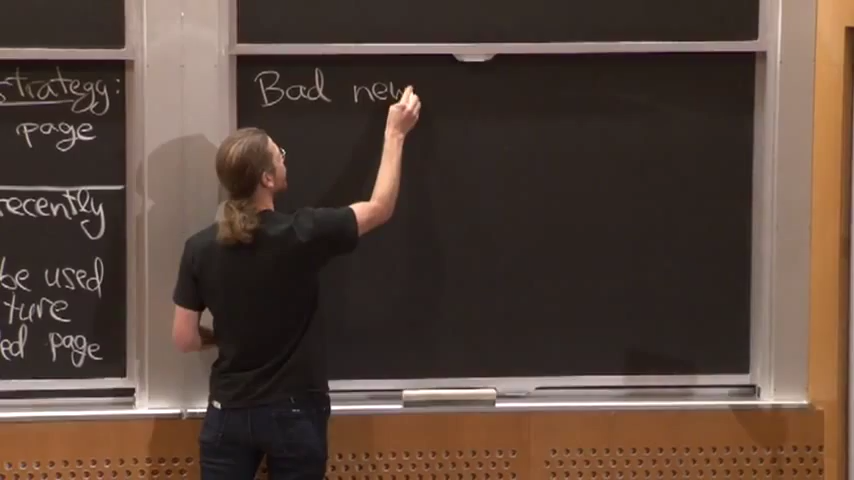 strategy:
page
recently
be used
ture
ed page
Bad new